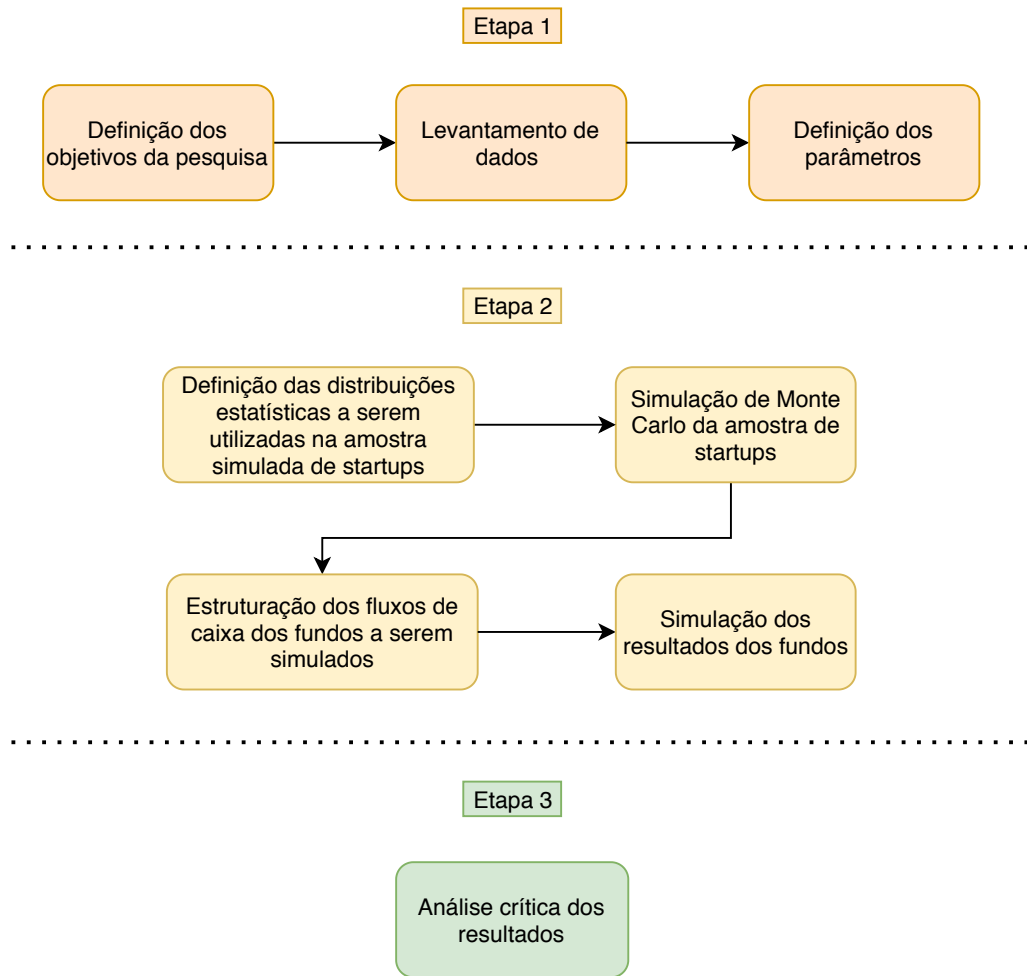 Etapa 1
Definição dos
objetivos da pesquisa
Levantamento de
dados
Definição dos
parâmetros
Etapa 2
Definição das distribuições
estatísticas a serem
utilizadas na amostra
simulada de startups
Simulação de Monte
Carlo da amostra de
startups
Estruturação dos fluxos de
caixa dos fundos a serem
simulados
Simulação dos
resultados dos fundos
Etapa 3
Análise crítica dos
resultados